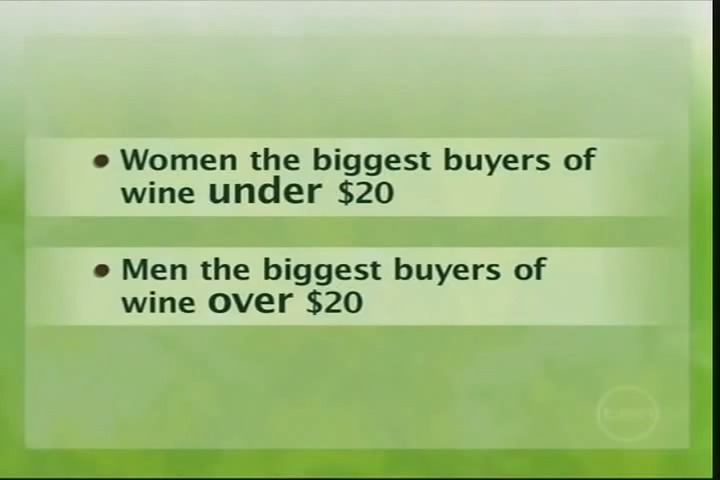 • Women the biggest buyers of
wine under $20
• Men the biggest buyers of
wine over $20